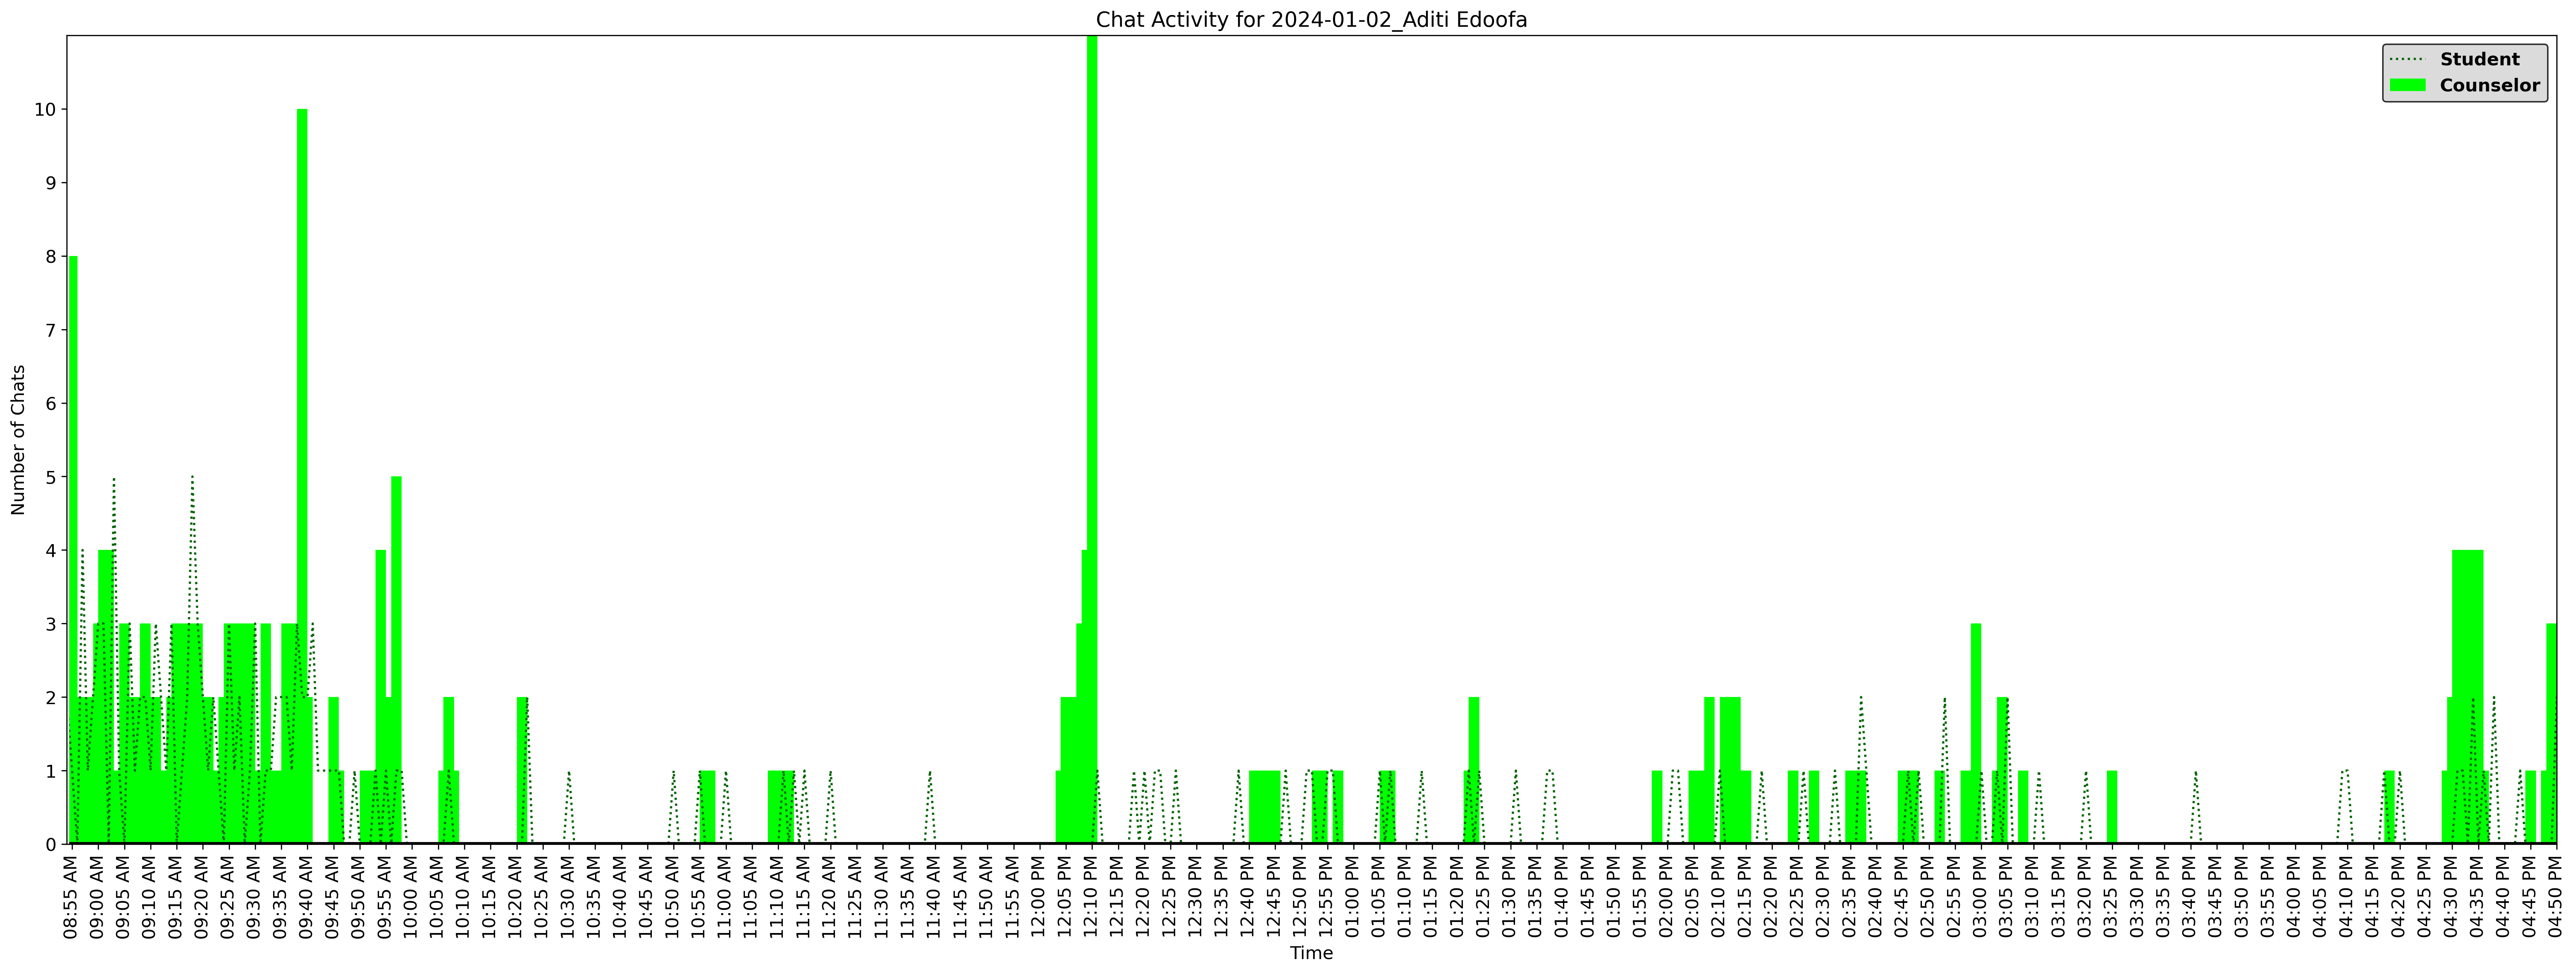 Chat Activity for 2024-01-02_Aditi Edoofa
Student
Counselor
Number of Chats
10
9
8
7
6
5
4
3
2
1
0
08:55 AM
09:00 AM
09:05 AM
09:10 AM
09:15 AM
09:20 AM
09:25 AM
09:30 AM
09:35 AM
09:40 AM
09:45 AM
09:50 AM
09:55 AM
10:00 AM
10:05 AM
10:10 AM
10:15 AM
10:20 AM
10:25 AM
10:30 AM
10:35 AM
10:40 AM
10:45 AM
10:50 AM
10:55 AM
11:00 AM
11:05 AM
11:10 AM
11:15 AM
11:20 AM
11:25 AM
11:30 AM
11:35 AM
11:40 AM
11:45 AM
11:50 AM
11:55 AM
12:00 PM
12:05 PM
12:10 PM
12:15 PM
12:20 PM
12:25 PM
12:30 PM
12:35 PM
12:40 PM
12:45 PM
12:50 PM
12:55 PM
01:00 PM
01:05 PM
01:10 PM
01:15 PM
01:20 PM
01:25 PM
01:30 PM
01:35 PM
01:40 PM
01:45 PM
01:50 PM
01:55 PM
02:00 PM
02:05 PM
02:10 PM
02:15 PM
02:20 PM
02:25 PM
02:30 PM
02:35 PM
02:40 PM
02:45 PM
02:50 PM
02:55 PM
03:00 PM
03:05 PM
03:10 PM
03:15 PM
03:20 PM
03:25 PM
03:30 PM
03:35 PM
03:40 PM
03:45 PM
03:50 PM
03:55 PM
04:00 PM
04:05 PM
04:10 PM
04:15 PM
04:20 PM
04:25 PM
04:30 PM
04:35 PM
04:40 PM
04:45 PM
04:50 PM
Time